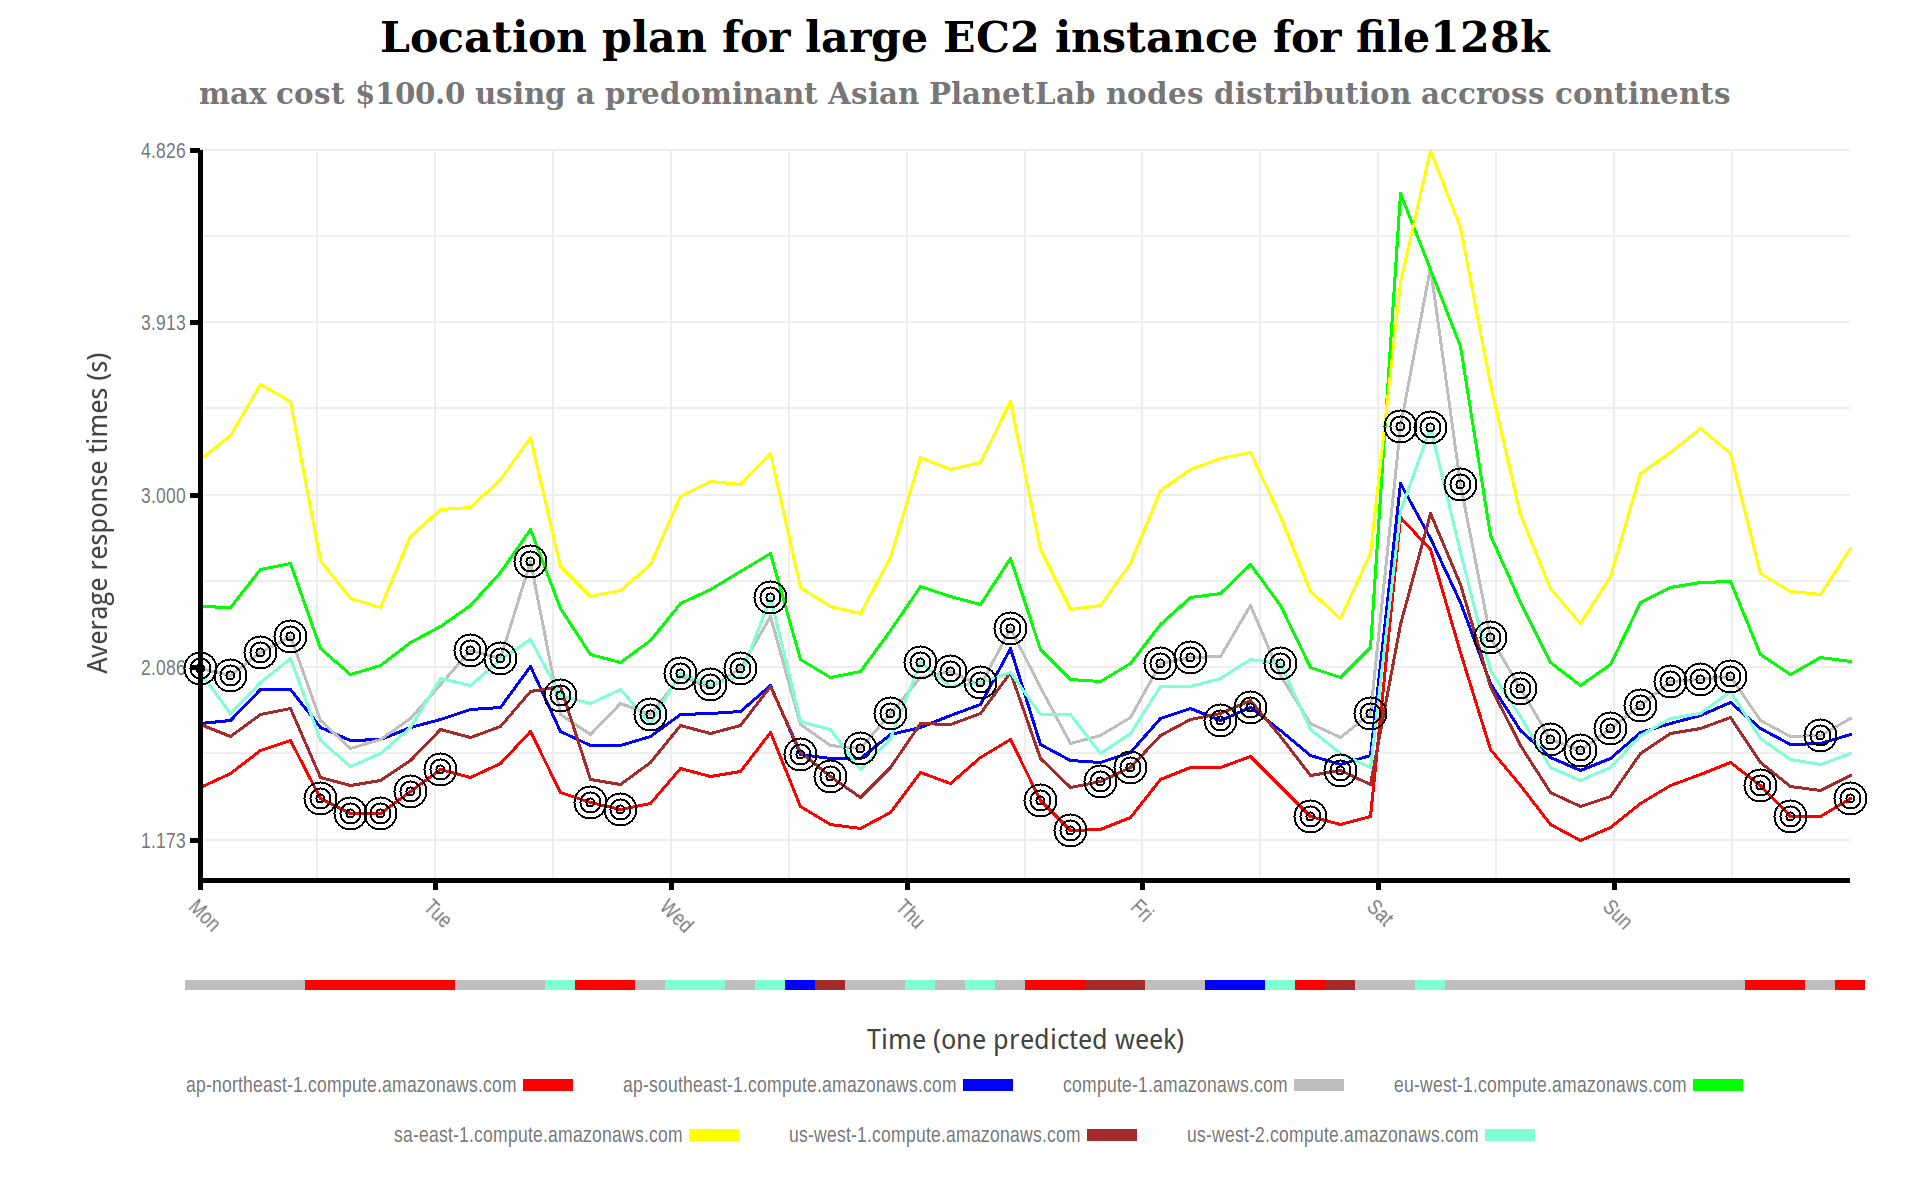 Location plan for large EC2 instance for file128k
max cost $100.0 using a predominant Asian PlanetLab nodes distribution accross continents
4.826
3.913
3.000
2.086
1.173
Average response times (s)
Mon Tue Wed Thu Fri Sat Sun
Time (one predicted week)
ap-northeast-1.compute.amazonaws.com ap-southeast-1.compute.amazonaws.com compute-1.amazonaws.com eu-west-1.compute.amazonaws.com
sa-east-1.compute.amazonaws.com us-west-1.compute.amazonaws.com us-west-2.compute.amazonaws.com